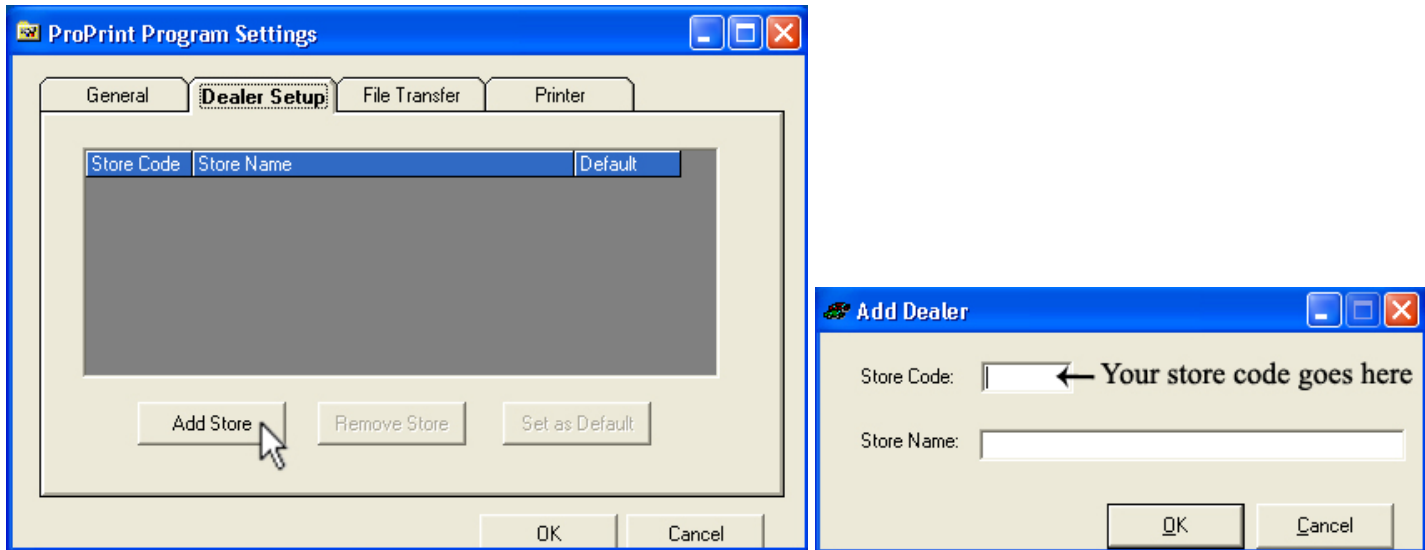 ProPrint Program Settings
General Dealer Setup File Transfer Printer
Store Code Store Name Default
Add Store Remove Store Set as Default
OK Cancel
Add Dealer
Store Code: ← Your store code goes here
Store Name:
OK Cancel